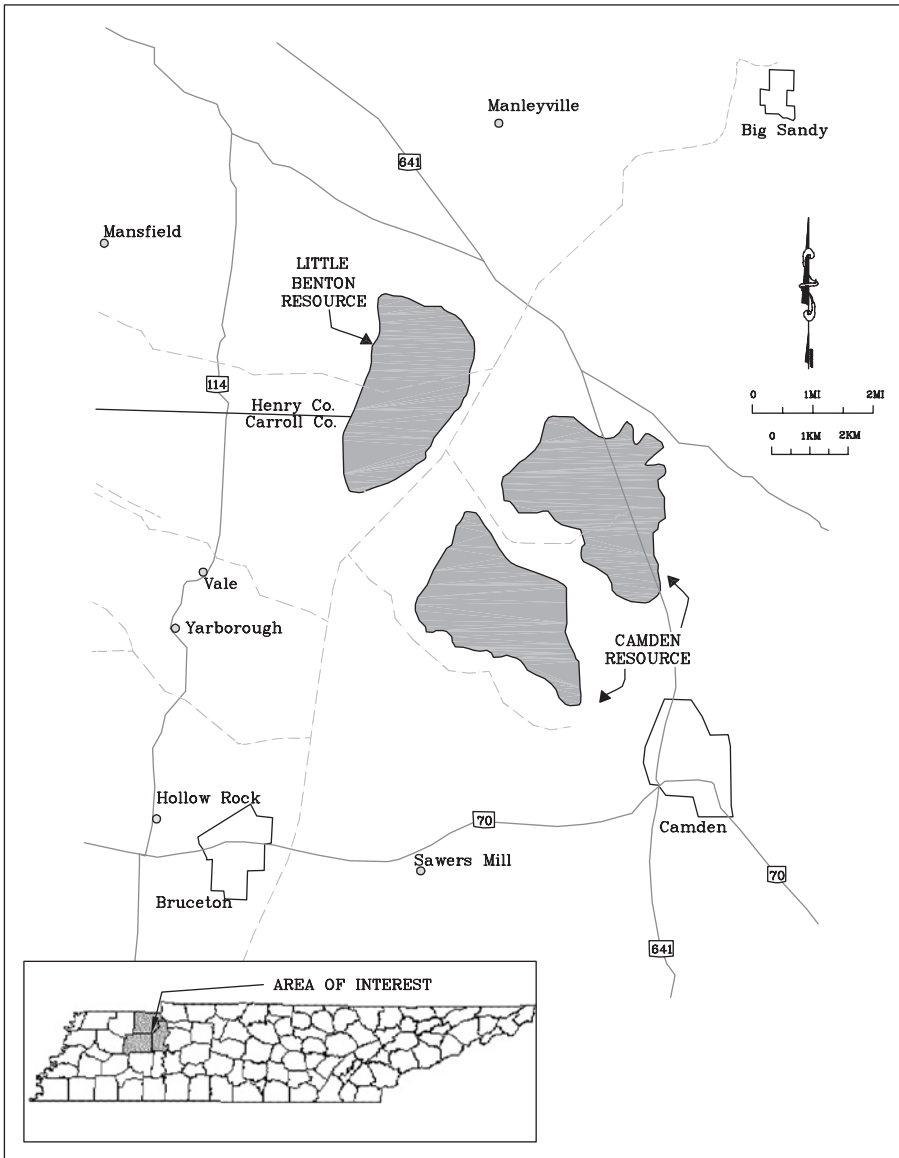 Manleyville
Big Sandy
641
Mansfield
LITTLE
BENTON
RESOURCE
114
Henry Co.
Carroll Co.
0 1MI 2MI
0 1KM 2KM
Vale
Yarborough
CAMDEN
RESOURCE
Hollow Rock
70
Camden
Sawers Mill
70
Bruceton
641
AREA OF INTEREST